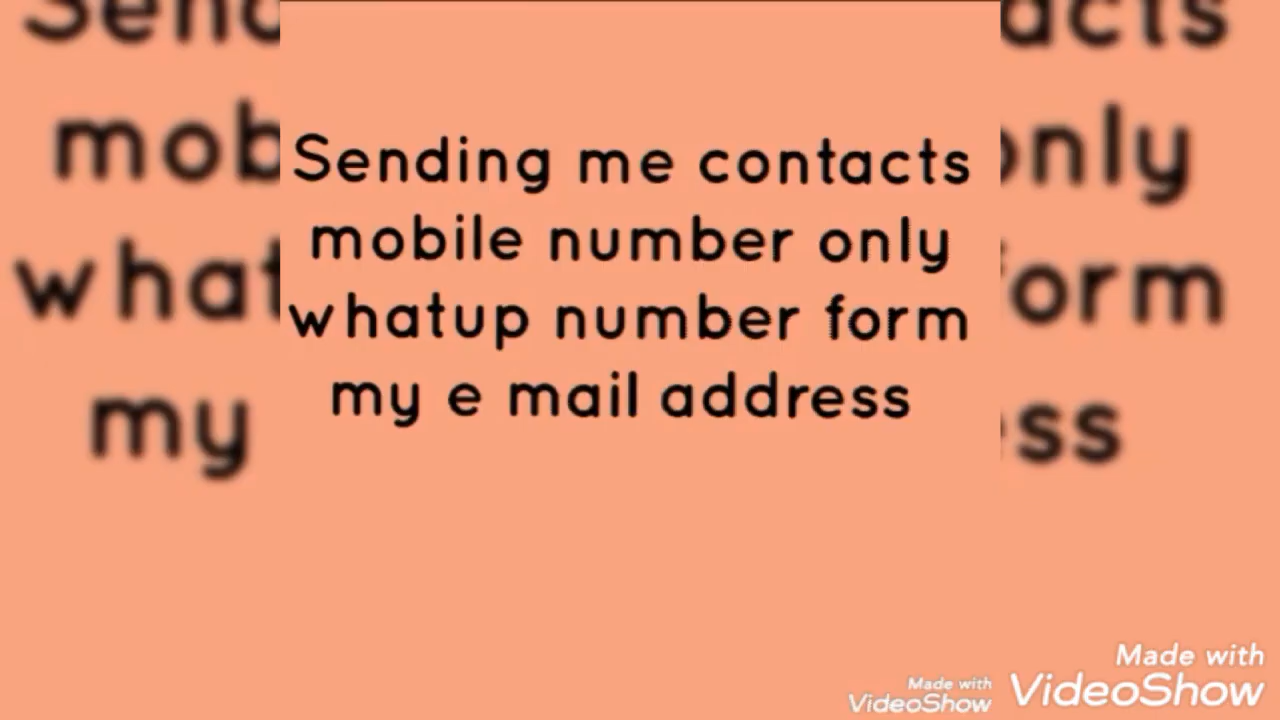 Sending me contacts
mobile number only
whatup number form
my e mail address
Made with
VideoShow
Made with
VideoShow